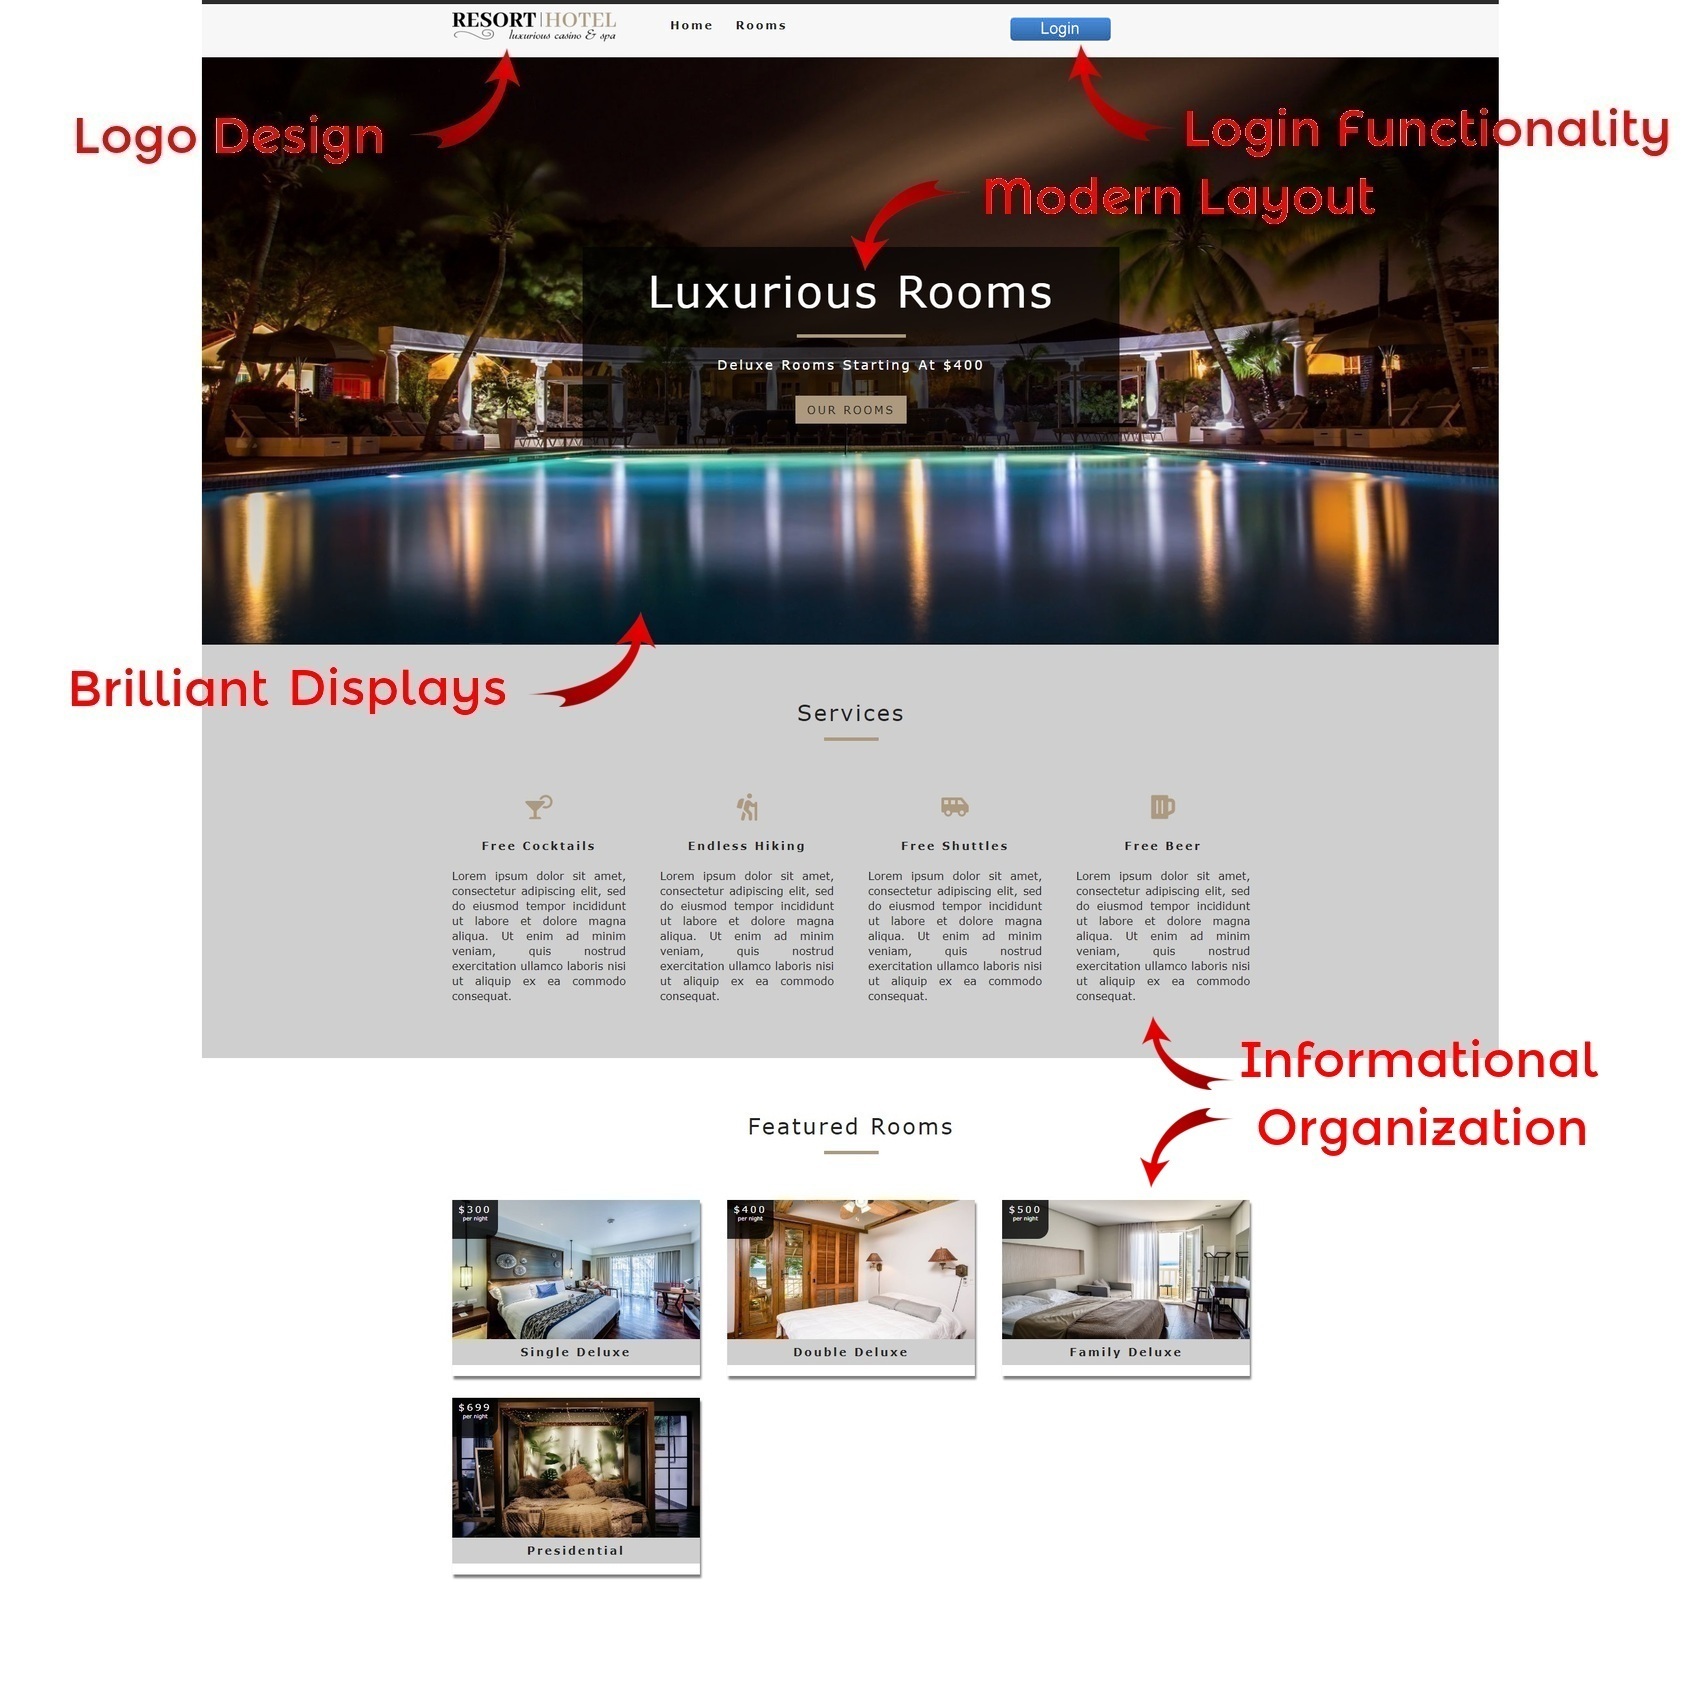 RESORT|HOTEL
luxurious casino & spa
Home Rooms
Login
Logo Design
Login Functionality
Modern Layout
Luxurious Rooms
Deluxe Rooms Starting At $400
OUR ROOMS
Brilliant Displays
Services
Free Cocktails
Lorem ipsum dolor sit amet,
consectetur adipiscing elit, sed
do eiusmod tempor incididunt
ut labore et dolore magna
aliqua. Ut enim ad minim
veniam, quis nostrud
exercitation ullamco laboris nisi
ut aliquip ex ea commodo
consequat.
Endless Hiking
Lorem ipsum dolor sit amet,
consectetur adipiscing elit, sed
do eiusmod tempor incididunt
ut labore et dolore magna
aliqua. Ut enim ad minim
veniam, quis nostrud
exercitation ullamco laboris nisi
ut aliquip ex ea commodo
consequat.
Free Shuttles
Lorem ipsum dolor sit amet,
consectetur adipiscing elit, sed
do eiusmod tempor incididunt
ut labore et dolore magna
aliqua. Ut enim ad minim
veniam, quis nostrud
exercitation ullamco laboris nisi
ut aliquip ex ea commodo
consequat.
Free Beer
Lorem ipsum dolor sit amet,
consectetur adipiscing elit, sed
do eiusmod tempor incididunt
ut labore et dolore magna
aliqua. Ut enim ad minim
veniam, quis nostrud
exercitation ullamco laboris nisi
ut aliquip ex ea commodo
consequat.
Informational
Organization
Featured Rooms
$300
per night
Single Deluxe
$400
per night
Double Deluxe
$500
per night
Family Deluxe
$699
per night
Presidential